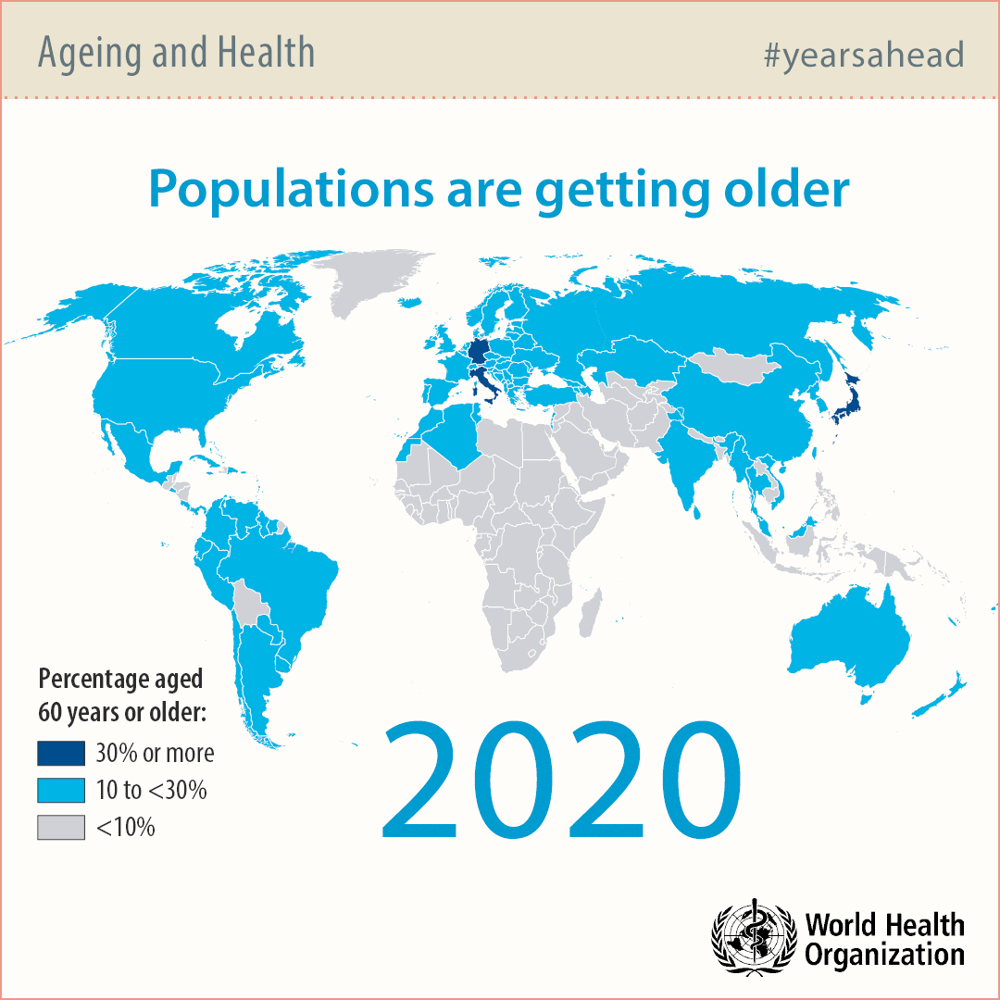 Ageing and Health
#yearsahead
Populations are getting older
Percentage aged
60 years or older:
30% or more
10 to <30%
<10%
2020
World Health
Organization